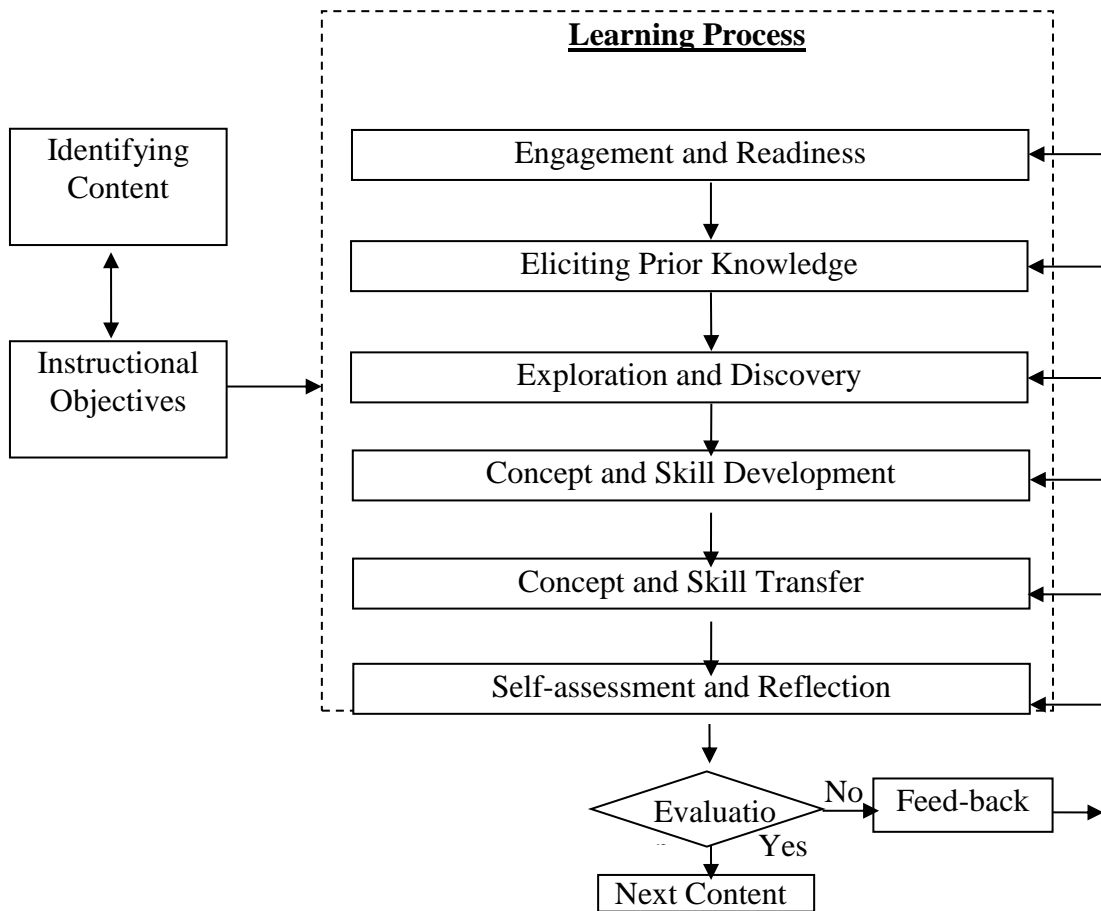 Learning Process
Identifying
Content
Engagement and Readiness
Eliciting Prior Knowledge
Instructional
Objectives
Exploration and Discovery
Concept and Skill Development
Concept and Skill Transfer
Self-assessment and Reflection
Evaluatio
No
Feed-back
Yes
Next Content